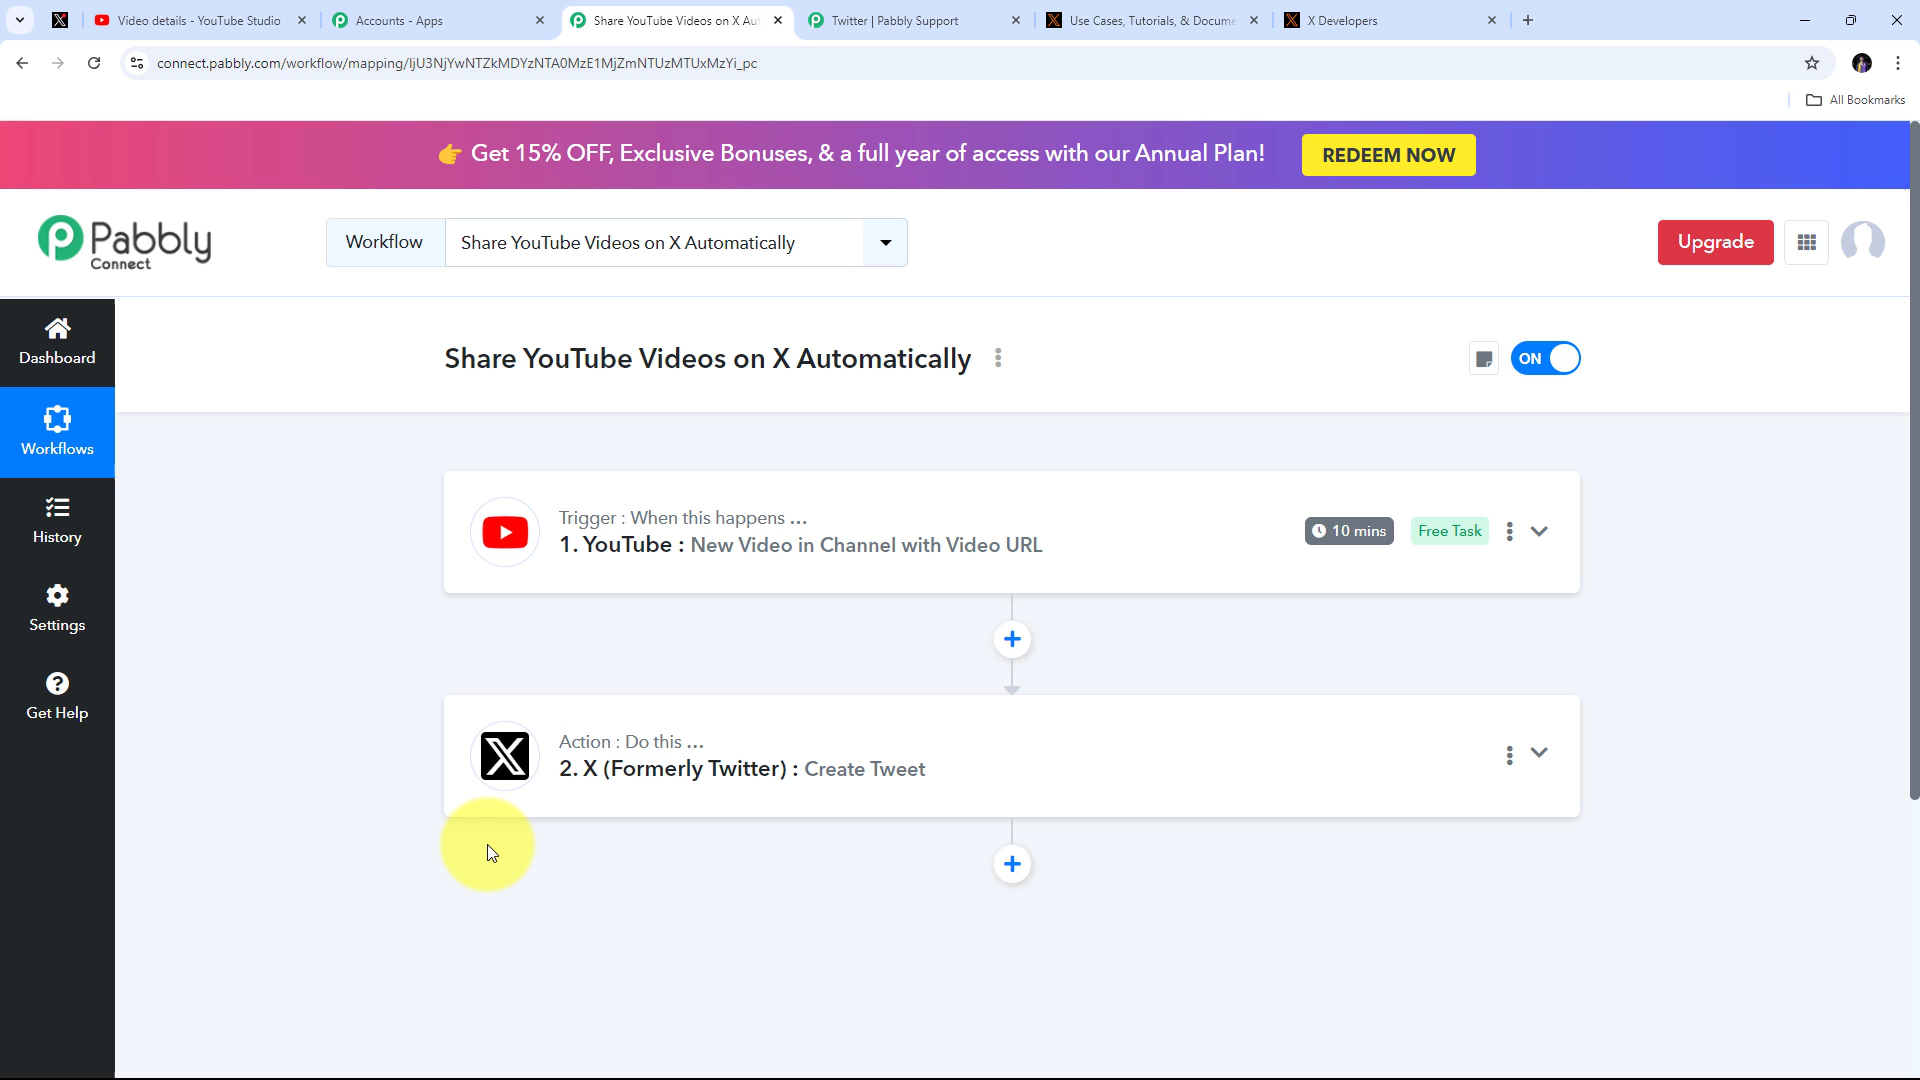 Video details - YouTube Studio
Accounts - Apps
Share YouTube Videos on X Aut
Twitter | Pabbly Support
Use Cases, Tutorials, & Docume
X Developers
connect.pabbly.com/workflow/mapping/IjU3NjYwNTZkMDYzNTA0MzE1MjZmNTUzMTUxMzYi_pc
All Bookmarks
👉 Get 15% OFF, Exclusive Bonuses, & a full year of access with our Annual Plan!
REDEEM NOW
Pabbly
Connect
Workflow
Share YouTube Videos on X Automatically
Upgrade
Dashboard
Workflows
History
Settings
Get Help
Share YouTube Videos on X Automatically
ON
Trigger : When this happens ...
1. YouTube : New Video in Channel with Video URL
10 mins
Free Task
Action : Do this ...
2. X (Formerly Twitter) : Create Tweet